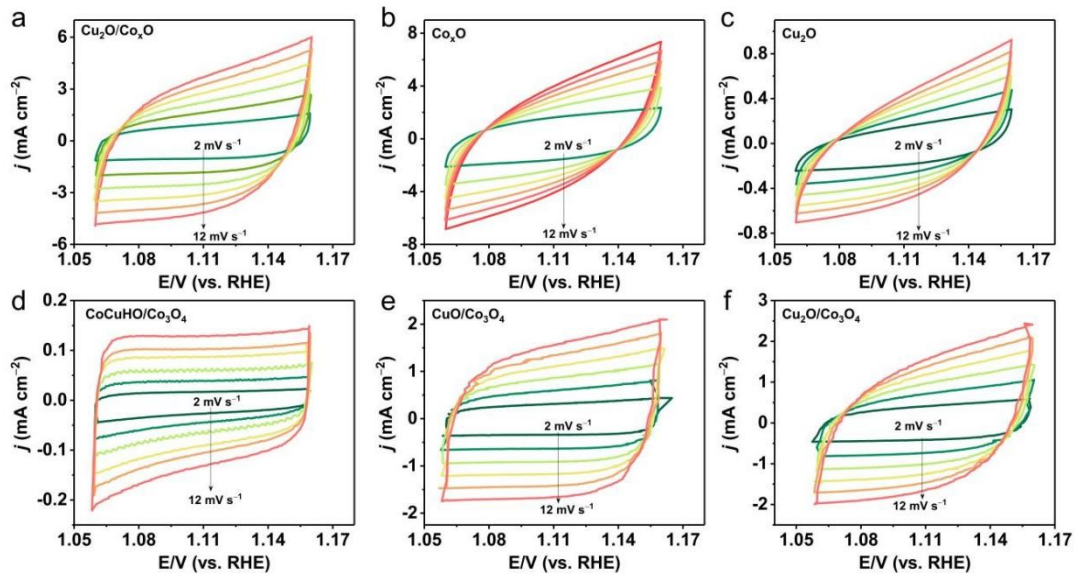 a
Cu₂O/CoₓO
6
3
0
-3
-6
j (mA cm⁻²)
2 mV s⁻¹
12 mV s⁻¹
1.05 1.08 1.11 1.14 1.17
E/V (vs. RHE)
b
CoₓO
8
4
0
-4
-8
j (mA cm⁻²)
2 mV s⁻¹
12 mV s⁻¹
1.05 1.08 1.11 1.14 1.17
E/V (vs. RHE)
c
Cu₂O
0.8
0.4
0.0
-0.4
-0.8
j (mA cm⁻²)
2 mV s⁻¹
12 mV s⁻¹
1.05 1.08 1.11 1.14 1.17
E/V (vs. RHE)
d
CoCuHO/Co₃O₄
0.2
0.1
0.0
-0.1
-0.2
j (mA cm⁻²)
2 mV s⁻¹
12 mV s⁻¹
1.05 1.08 1.11 1.14 1.17
E/V (vs. RHE)
e
CuO/Co₃O₄
2
1
0
-1
-2
j (mA cm⁻²)
2 mV s⁻¹
12 mV s⁻¹
1.05 1.08 1.11 1.14 1.17
E/V (vs. RHE)
f
Cu₂O/Co₃O₄
3
2
1
0
-1
-2
j (mA cm⁻²)
2 mV s⁻¹
12 mV s⁻¹
1.05 1.08 1.11 1.14 1.17
E/V (vs. RHE)